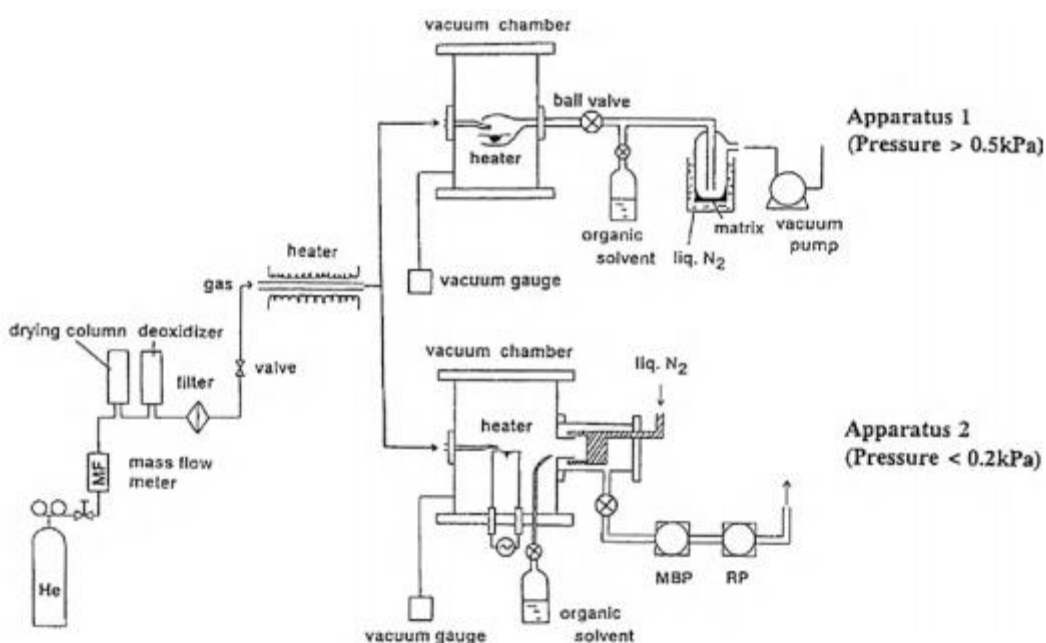 vacuum chamber
ball valve
Apparatus 1
(Pressure > 0.5kPa)
heater
organic
solvent
matrix
liq. N2
vacuum
pump
vacuum gauge
heater
gas
drying column deoxidizer
filter
valve
MF
mass flow
meter
He
vacuum chamber
liq. N2
heater
Apparatus 2
(Pressure < 0.2kPa)
MBP
RP
organic
solvent
vacuum gauge